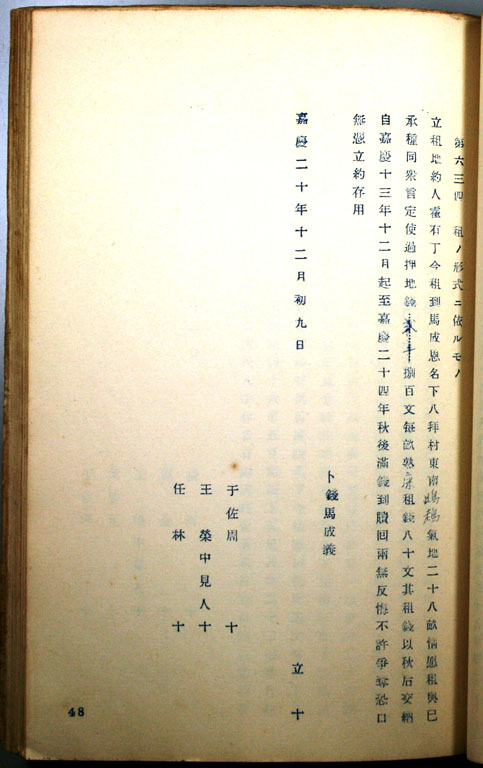 第六三四 租ノ形式ニ依ルモノ
立租地約人霍石丁今租到馬成恩名下八拜村東南鵓鴣氣地二十八畝情愿租與已
承種同衆言定使過押地錢叁千捌百文每畝熟租錢八十文其租錢以秋后交納
自嘉慶十三年十二月起至嘉慶二十四年秋後滿錢到贖回兩無反悔不許爭奪恐口
無憑立約存用
卜錢馬成義
嘉慶二十年十二月初九日 立十
于佐周 十
王榮中見人十
任林 十
48